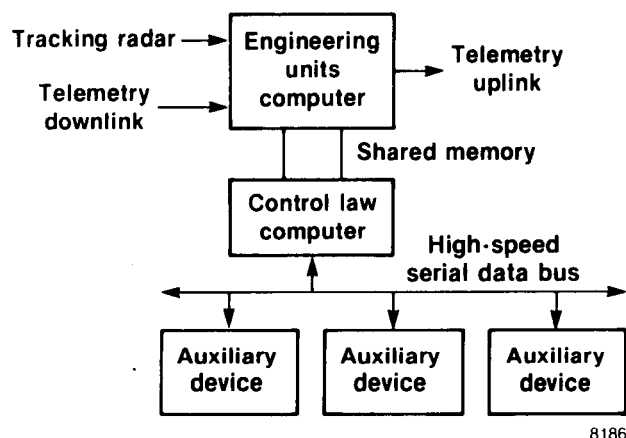 Tracking radar
Engineering
units
computer
Telemetry
uplink
Telemetry
downlink
Shared memory
Control law
computer
High-speed
serial data bus
Auxiliary
device
Auxiliary
device
Auxiliary
device
8186